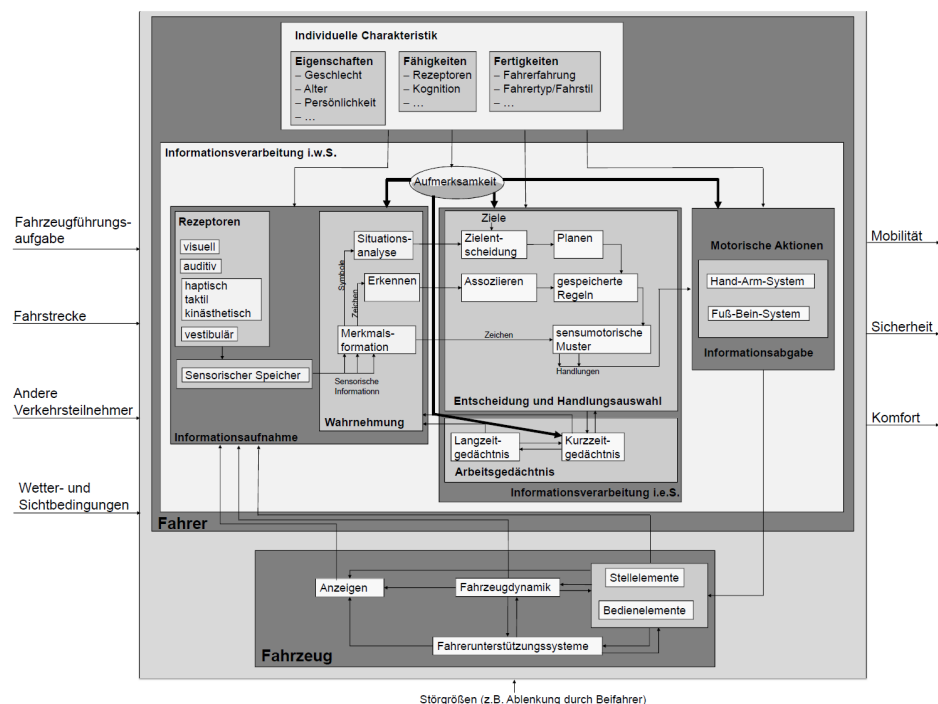 Individuelle Charakteristik
Eigenschaften
– Geschlecht
– Alter
– Persönlichkeit
– ...
Fähigkeiten
– Rezeptoren
– Kognition
– ...
Fertigkeiten
– Fahrerfahrung
– Fahrertyp/Fahrstil
– ...
Informationsverarbeitung i.w.S.
Aufmerksamkeit
Fahrzeugführungs-
aufgabe
Fahrstrecke
Andere
Verkehrsteilnehmer
Wetter- und
Sichtbedingungen
Rezeptoren
visuell
auditiv
haptisch
taktil
kinästhetisch
vestibulär
Sensorischer Speicher
Informationsaufnahme
Situations-
analyse
Symbole
Zeichen
Erkennen
Merkmals-
formation
Sensorische
Informationn
Wahrnehmung
Ziele
Zielent-
scheidung
Planen
Assoziieren
gespeicherte
Regeln
Zeichen
sensumotorische
Muster
Handlungen
Entscheidung und Handlungsauswahl
Langzeit-
gedächtnis
Kurzzeit-
gedächtnis
Arbeitsgedächtnis
Informationsverarbeitung i.e.S.
Motorische Aktionen
Hand-Arm-System
Fuß-Bein-System
Informationsabgabe
Mobilität
Sicherheit
Komfort
Fahrer
Anzeigen
Fahrzeugdynamik
Stellelemente
Bedienelemente
Fahrerunterstützungssysteme
Fahrzeug
Störgrößen (z.B. Ablenkung durch Beifahrer)